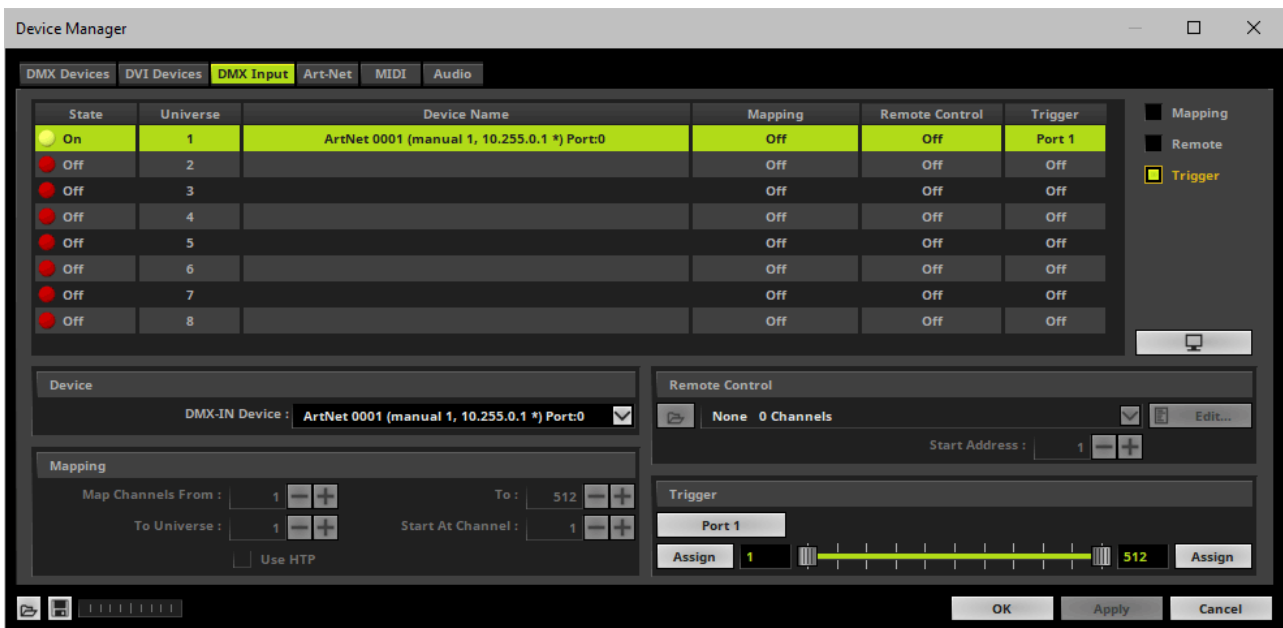 Device Manager
DMX Devices DVI Devices DMX Input Art-Net MIDI Audio
State Universe Device Name Mapping Remote Control Trigger
On 1 ArtNet 0001 (manual 1, 10.255.0.1 *) Port:0 Off Off Port 1
Off 2 Off Off Off
Off 3 Off Off Off
Off 4 Off Off Off
Off 5 Off Off Off
Off 6 Off Off Off
Off 7 Off Off Off
Off 8 Off Off Off
Mapping
Remote
Trigger
Device
DMX-IN Device : ArtNet 0001 (manual 1, 10.255.0.1 *) Port:0
Remote Control
None 0 Channels Edit...
Start Address : 1
Mapping
Map Channels From : 1 To : 512
To Universe : 1 Start At Channel : 1
Use HTP
Trigger
Port 1
Assign 1 512 Assign
OK Apply Cancel